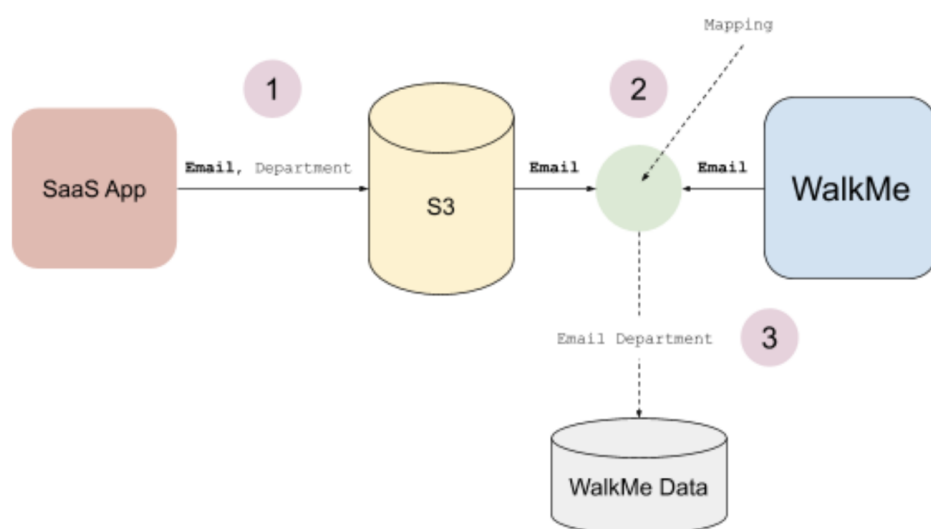 Mapping
1
2
SaaS App
Email, Department
S3
Email
Email
WalkMe
Email Department
3
WalkMe Data